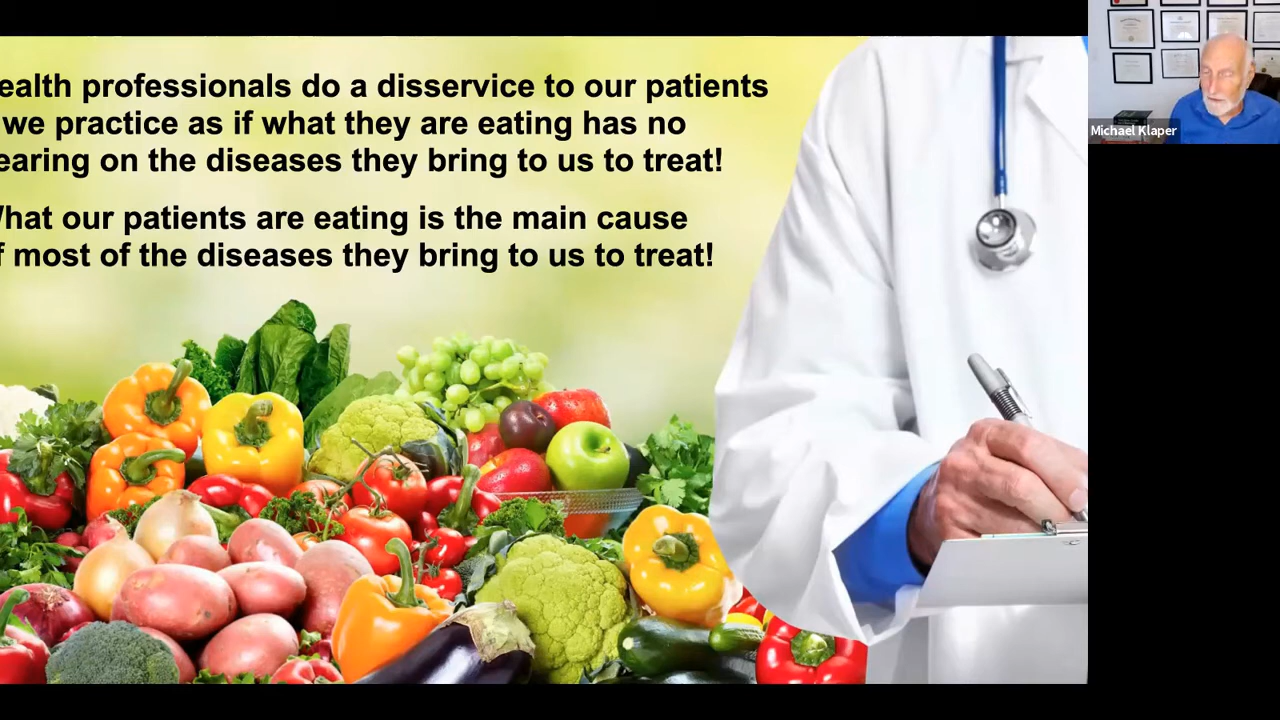 ealth professionals do a disservice to our patients
we practice as if what they are eating has no
earing on the diseases they bring to us to treat!
hat our patients are eating is the main cause
f most of the diseases they bring to us to treat!
Michael Klaper